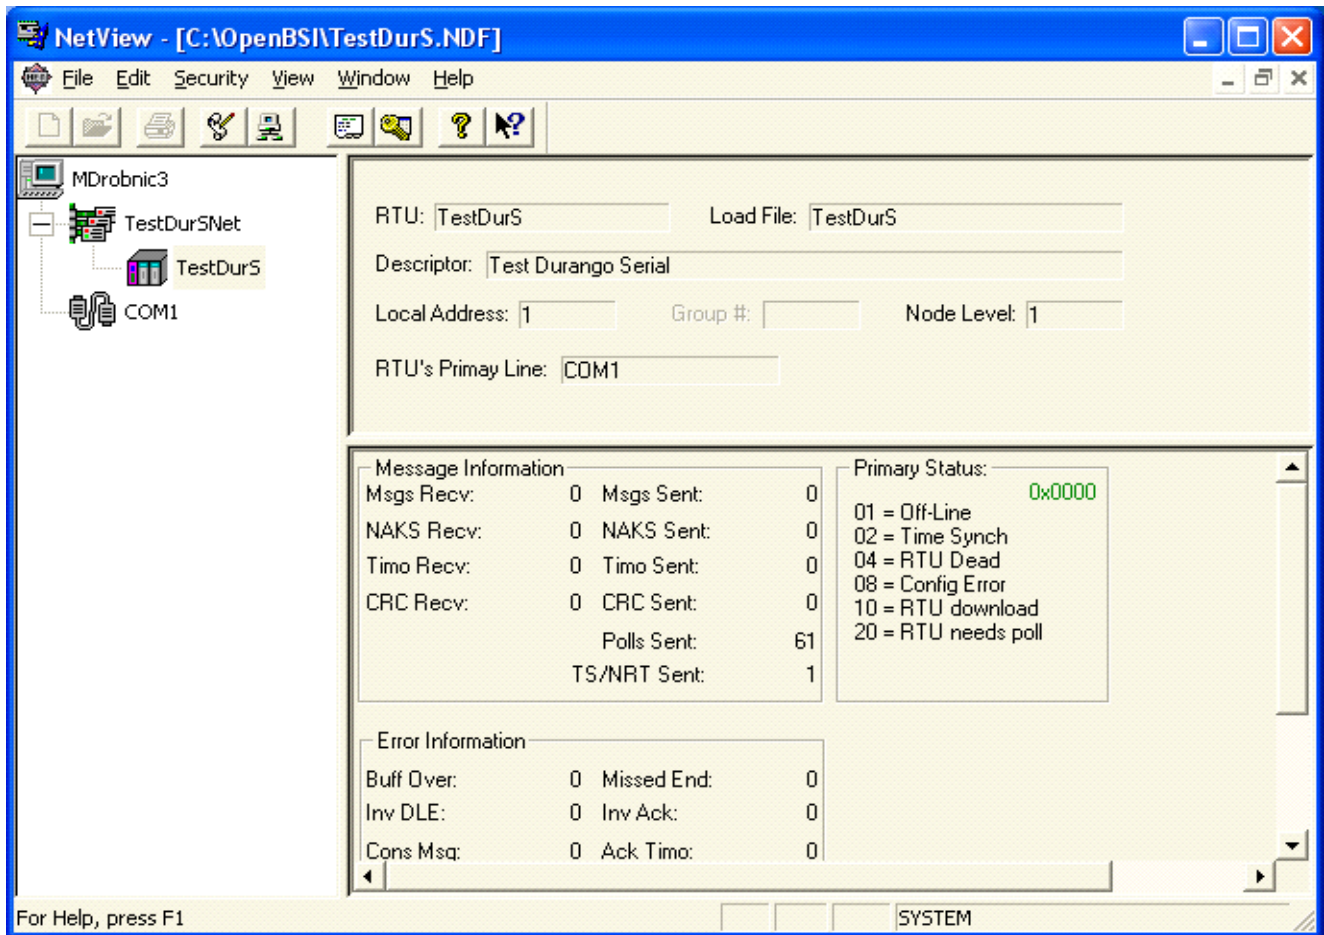 NetView - [C:\OpenBSI\TestDurS.NDF]
File Edit Security View Window Help
MDrobnic3
TestDurSNet
TestDurS
COM1
RTU: TestDurS Load File: TestDurS
Descriptor: Test Durango Serial
Local Address: 1 Group #: Node Level: 1
RTU's Primay Line: COM1
Message Information
Msgs Recv: 0 Msgs Sent: 0
NAKS Recv: 0 NAKS Sent: 0
Timo Recv: 0 Timo Sent: 0
CRC Recv: 0 CRC Sent: 0
Polls Sent: 61
TS/NRT Sent: 1
Primary Status:
0x0000
01 = Off-Line
02 = Time Synch
04 = RTU Dead
08 = Config Error
10 = RTU download
20 = RTU needs poll
Error Information
Buff Over: 0 Missed End: 0
Inv DLE: 0 Inv Ack: 0
Cons Msg: 0 Ack Timo: 0
For Help, press F1 SYSTEM